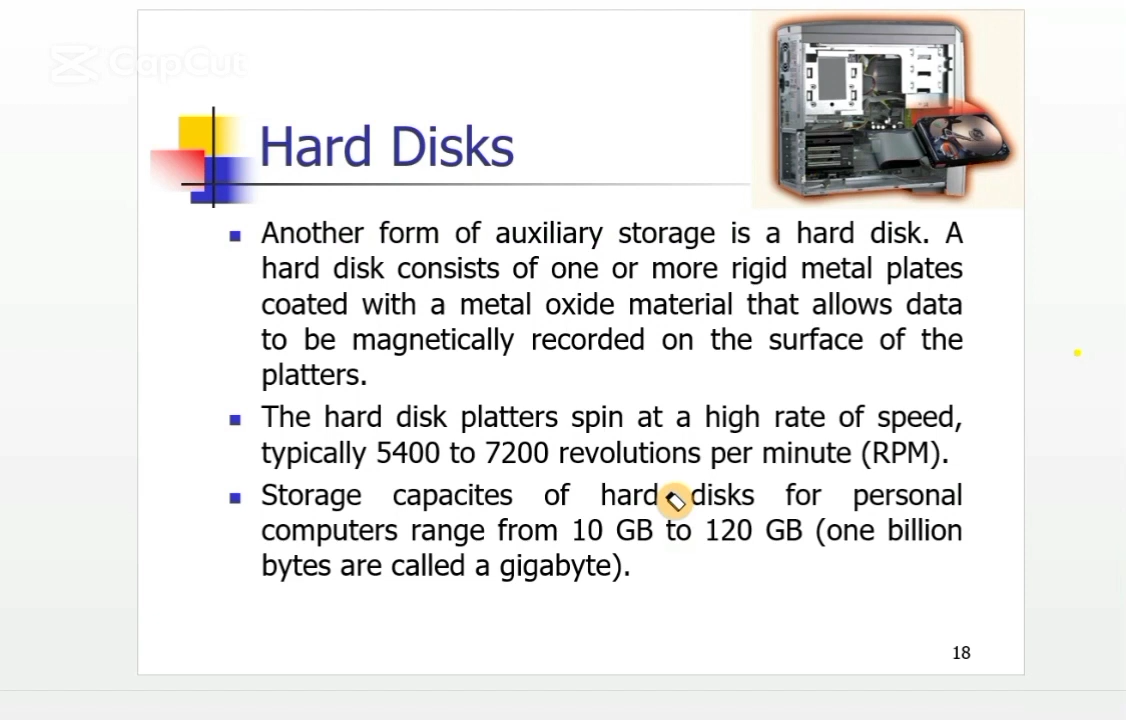 CapCut
Hard Disks
Another form of auxiliary storage is a hard disk. A
hard disk consists of one or more rigid metal plates
coated with a metal oxide material that allows data
to be magnetically recorded on the surface of the
platters.
The hard disk platters spin at a high rate of speed,
typically 5400 to 7200 revolutions per minute (RPM).
Storage capacites of hard disks for personal
computers range from 10 GB to 120 GB (one billion
bytes are called a gigabyte).
18